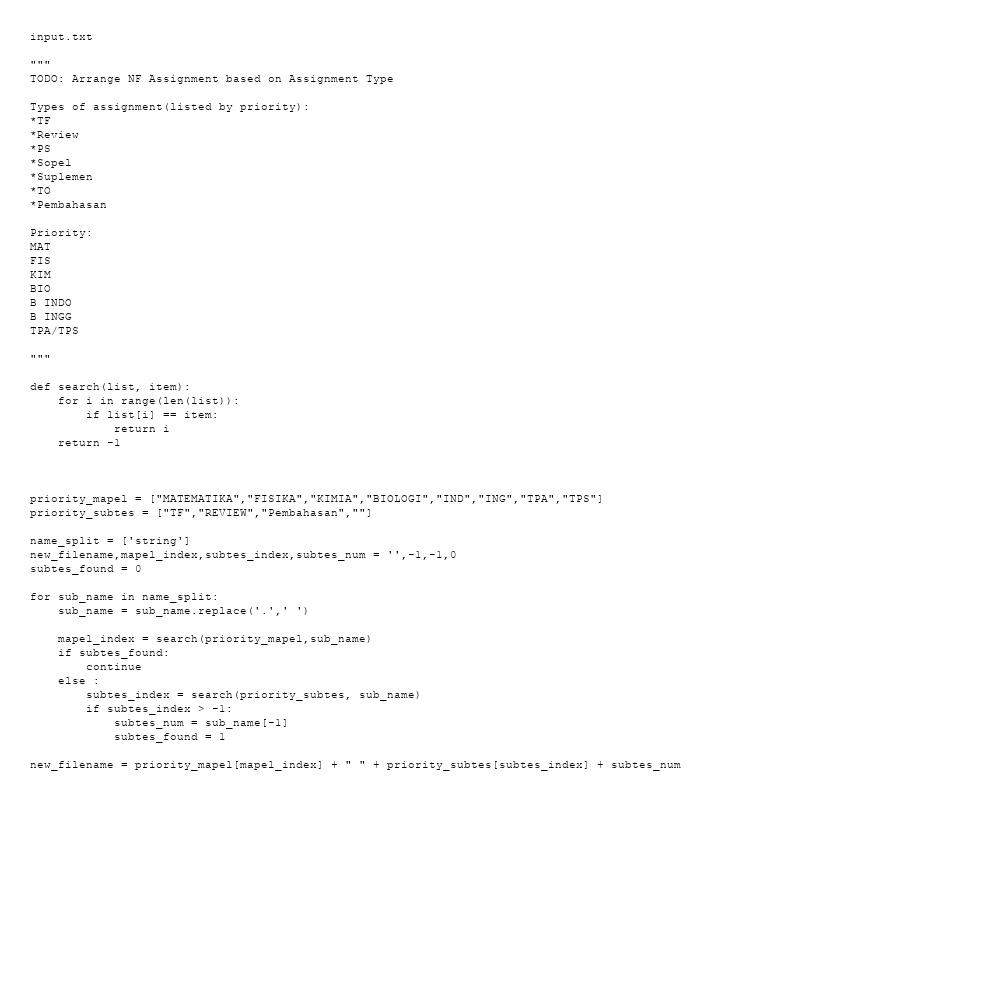 input.txt
"""
TODO: Arrange NF Assignment based on Assignment Type
Types of assignment(listed by priority):
*TF
*Review
*PS
*Sopel
*Suplemen
*TO
*Pembahasan
Priority:
MAT
FIS
KIM
BIO
B INDO
B INGG
TPA/TPS
"""
def search(list, item):
    for i in range(len(list)):
        if list[i] == item:
            return i
    return -1
priority_mapel = ["MATEMATIKA","FISIKA","KIMIA","BIOLOGI","IND","ING","TPA","TPS"]
priority_subtes = ["TF","REVIEW","Pembahasan",""]
name_split = ['string']
new_filename,mapel_index,subtes_index,subtes_num = '',-1,-1,0
subtes_found = 0
for sub_name in name_split:
    sub_name = sub_name.replace('.',' ')
    mapel_index = search(priority_mapel,sub_name)
    if subtes_found:
        continue
    else :
        subtes_index = search(priority_subtes, sub_name)
        if subtes_index > -1:
            subtes_num = sub_name[-1]
            subtes_found = 1
new_filename = priority_mapel[mapel_index] + " " + priority_subtes[subtes_index] + subtes_num